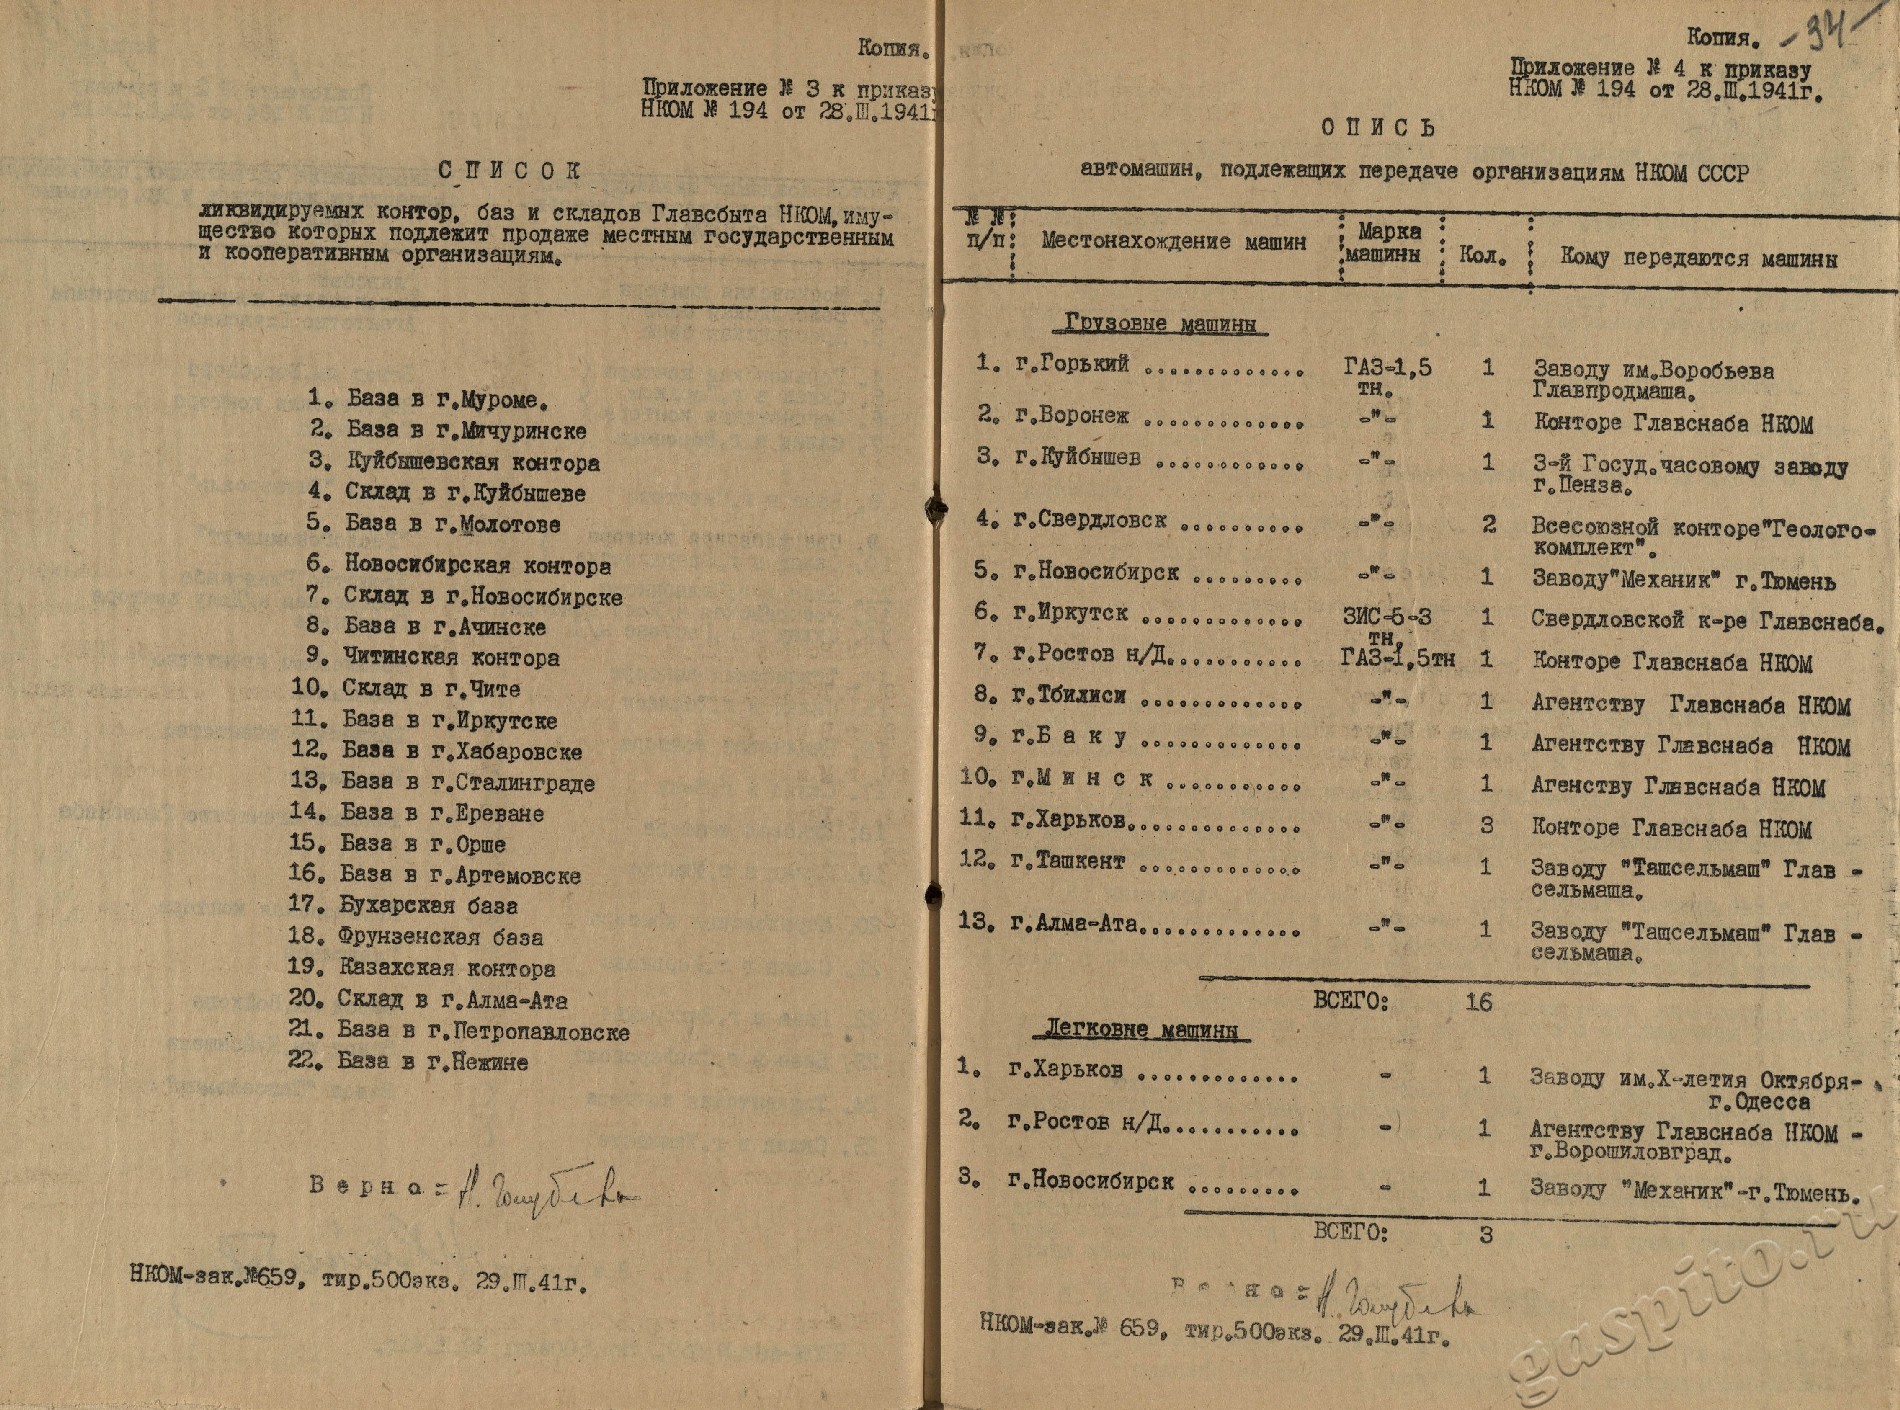 Копия.
Приложение № 3 к приказу
НКОМ № 194 от 28.III.1941г
С П И С О К
ликвидируемых контор, баз и складов Главсбыта НКОМ, иму-
щество которых подлежит продаже местным государственным
и кооперативным организациям.
1. База в г.Муроме.
2. База в г.Мичуринске
3. Куйбышевская контора
4. Склад в г.Куйбышеве
5. База в г.Молотове
6. Новосибирская контора
7. Склад в г.Новосибирске
8. База в г.Ачинске
9. Читинская контора
10. Склад в г.Чите
11. База в г.Иркутске
12. База в г.Хабаровске
13. База в г.Сталинграде
14. База в г.Ереване
15. База в г.Орше
16. База в г.Артемовске
17. Бухарская база
18. Фрунзенская база
19. Казахская контора
20. Склад в г.Алма-Ата
21. База в г.Петропавловске
22. База в г.Нежине
В е р н о :
НКОМ-зак.№659, тир.500экз. 29.III.41г.
Копия. -34-
Приложение № 4 к приказу
НКОМ № 194 от 28.III.1941г.
О П И С Ь
автомашин, подлежащих передаче организациям НКОМ СССР
№ № п/п: Местонахождение машин : Марка машины : Кол. : Кому передаются машины
Грузовые машины
1. г.Горький ............. ГАЗ-1,5 1 Заводу им.Воробьева
тн. Главпродмаша.
2. г.Воронеж ............. -"- 1 Конторе Главснаба НКОМ
3. г.Куйбышев ............ -"- 1 3-й Госуд.часовому заводу
г.Пенза.
4. г.Свердловск .......... -"- 2 Всесоюзной конторе"Геолого-
комплект".
5. г.Новосибирск ......... -"- 1 Заводу"Механик" г.Тюмень
6. г.Иркутск ............. ЗИС-5-3 1 Свердловской к-ре Главснаба.
тн.
7. г.Ростов н/Д........... ГАЗ-1,5тн 1 Конторе Главснаба НКОМ
8. г.Тбилиси ............. -"- 1 Агентству Главснаба НКОМ
9. г.Б а к у ............. -"- 1 Агентству Главснаба НКОМ
10. г.М и н с к ........... -"- 1 Агенству Главснаба НКОМ
11. г.Харьков.............. -"- 3 Конторе Главснаба НКОМ
12. г.Ташкент ............. -"- 1 Заводу "Ташсельмаш" Глав -
сельмаша.
13. г.Алма-Ата............. -"- 1 Заводу "Ташсельмаш" Глав -
сельмаша.
ВСЕГО: 16
Легковые машины
1. г.Харьков ............. - 1 Заводу им.X-летия Октября-
г.Одесса
2. г.Ростов н/Д........... - 1 Агентству Главснаба НКОМ -
г.Ворошиловград.
3. г.Новосибирск ......... - 1 Заводу "Механик"-г.Тюмень.
ВСЕГО: 3
В е р н о :
НКОМ-зак.№ 659, тир.500экз. 29.III.41г.
gaspito.ru